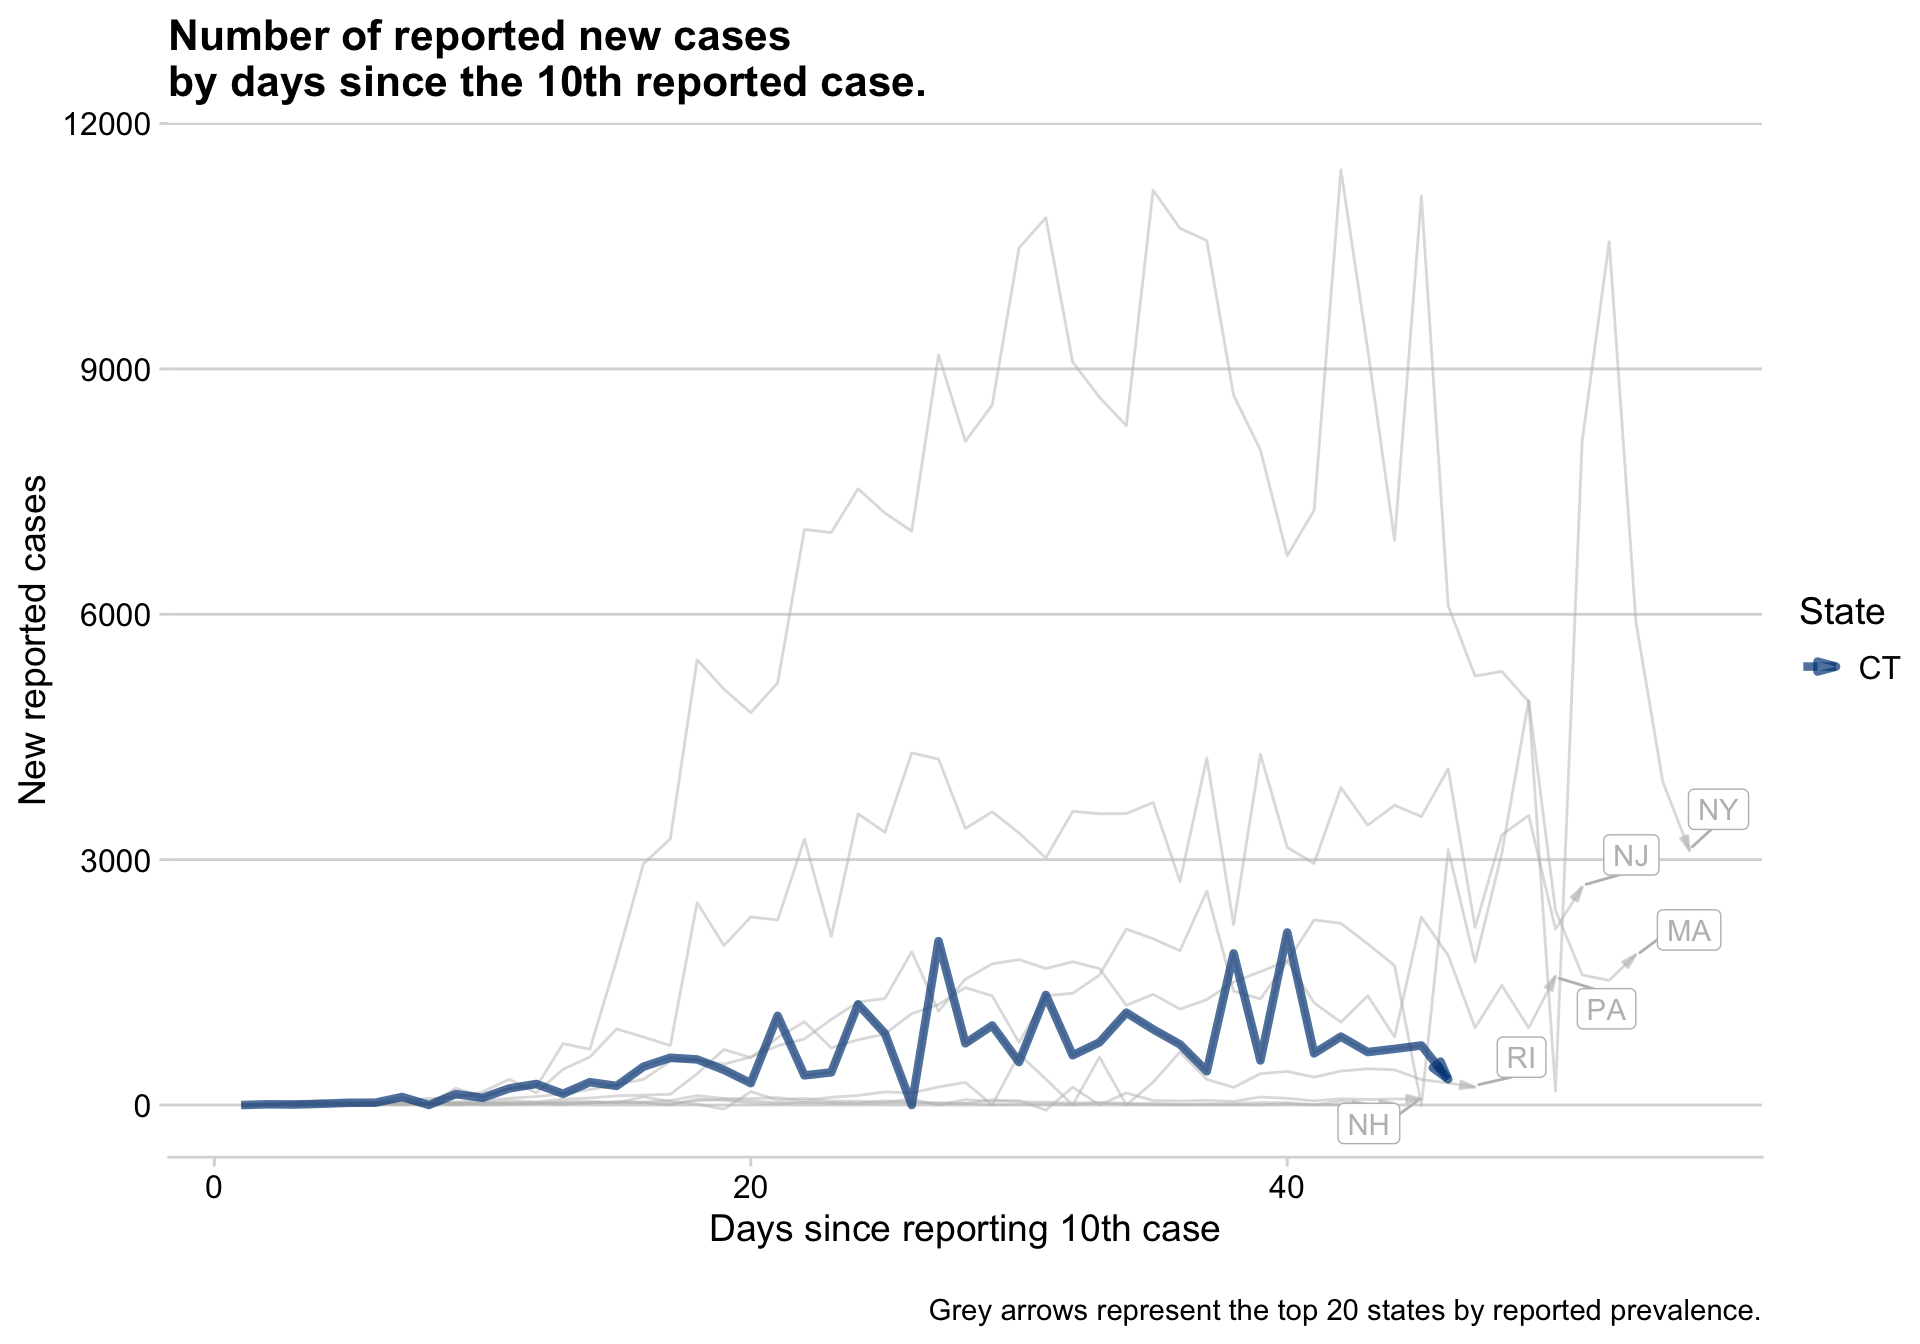 Number of reported new cases
by days since the 10th reported case.
12000
9000
6000
3000
0
New reported cases
NY
NJ
MA
PA
RI
NH
State
CT
0
20
40
Days since reporting 10th case
Grey arrows represent the top 20 states by reported prevalence.